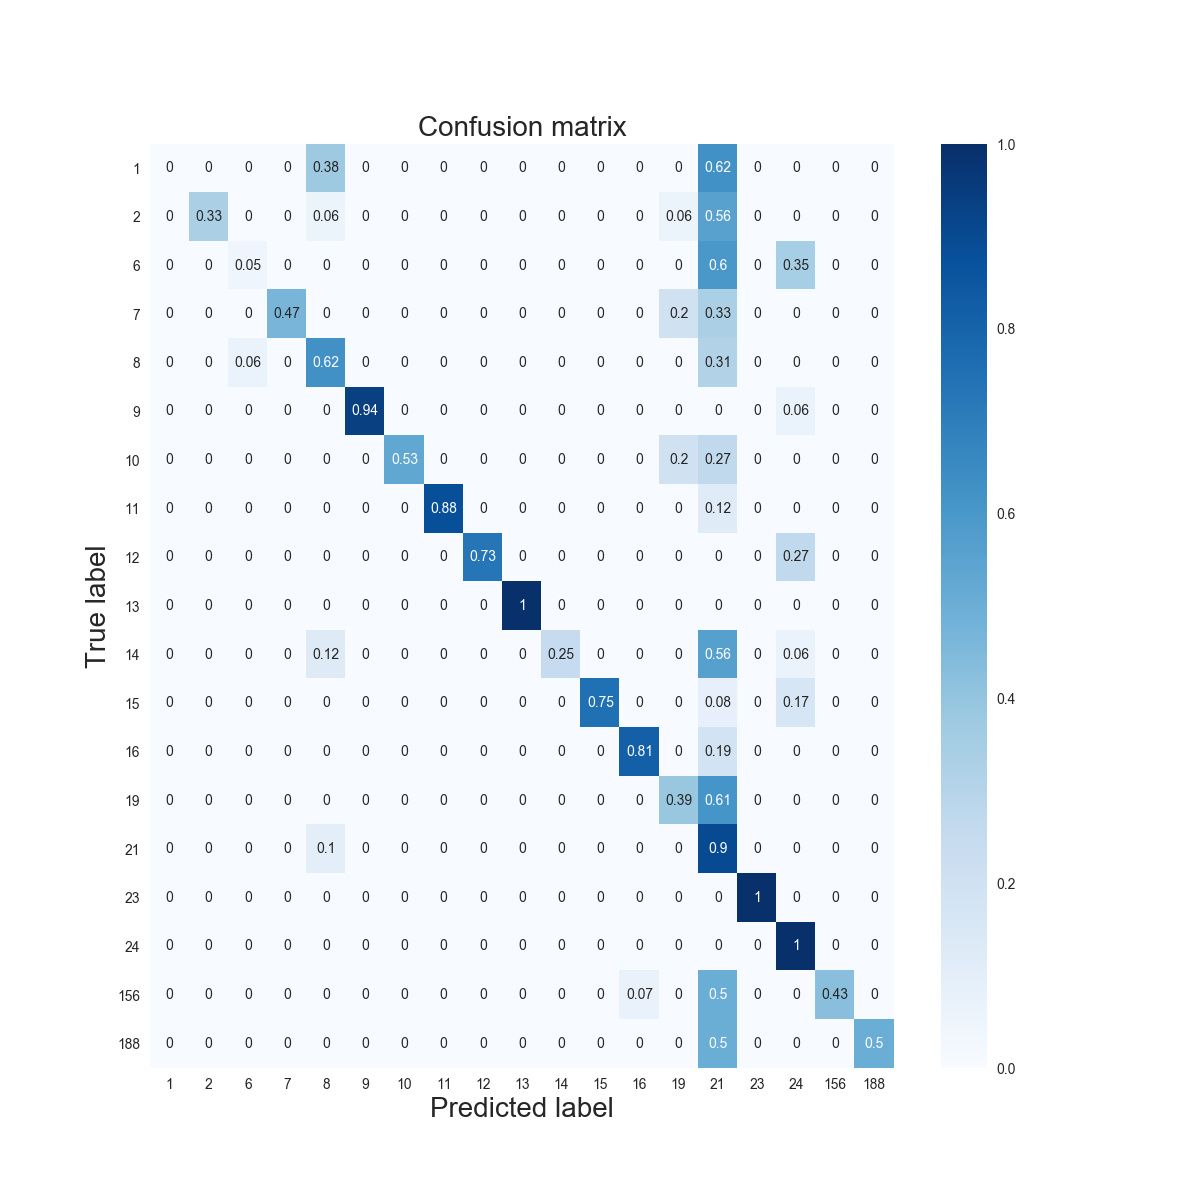 Confusion matrix
1 0 0 0 0 0.38 0 0 0 0 0 0 0 0 0 0.62 0 0 0 0
2 0 0.33 0 0 0.06 0 0 0 0 0 0 0 0 0.06 0.56 0 0 0 0
6 0 0 0.05 0 0 0 0 0 0 0 0 0 0 0 0.6 0 0.35 0 0
7 0 0 0 0.47 0 0 0 0 0 0 0 0 0 0.2 0.33 0 0 0 0
8 0 0 0.06 0 0.62 0 0 0 0 0 0 0 0 0 0.31 0 0 0 0
9 0 0 0 0 0 0.94 0 0 0 0 0 0 0 0 0 0 0.06 0 0
10 0 0 0 0 0 0 0.53 0 0 0 0 0 0 0.2 0.27 0 0 0 0
11 0 0 0 0 0 0 0 0.88 0 0 0 0 0 0 0.12 0 0 0 0
12 0 0 0 0 0 0 0 0 0.73 0 0 0 0 0 0 0 0.27 0 0
13 0 0 0 0 0 0 0 0 0 1 0 0 0 0 0 0 0 0 0
14 0 0 0 0 0.12 0 0 0 0 0 0.25 0 0 0 0.56 0 0.06 0 0
15 0 0 0 0 0 0 0 0 0 0 0 0.75 0 0 0.08 0 0.17 0 0
16 0 0 0 0 0 0 0 0 0 0 0 0 0.81 0 0.19 0 0 0 0
19 0 0 0 0 0 0 0 0 0 0 0 0 0 0.39 0.61 0 0 0 0
21 0 0 0 0 0.1 0 0 0 0 0 0 0 0 0 0.9 0 0 0 0
23 0 0 0 0 0 0 0 0 0 0 0 0 0 0 0 1 0 0 0
24 0 0 0 0 0 0 0 0 0 0 0 0 0 0 0 0 1 0 0
156 0 0 0 0 0 0 0 0 0 0 0 0 0.07 0 0.5 0 0 0.43 0
188 0 0 0 0 0 0 0 0 0 0 0 0 0 0 0.5 0 0 0 0.5
1 2 6 7 8 9 10 11 12 13 14 15 16 19 21 23 24 156 188
Predicted label
True label
1.0
0.8
0.6
0.4
0.2
0.0